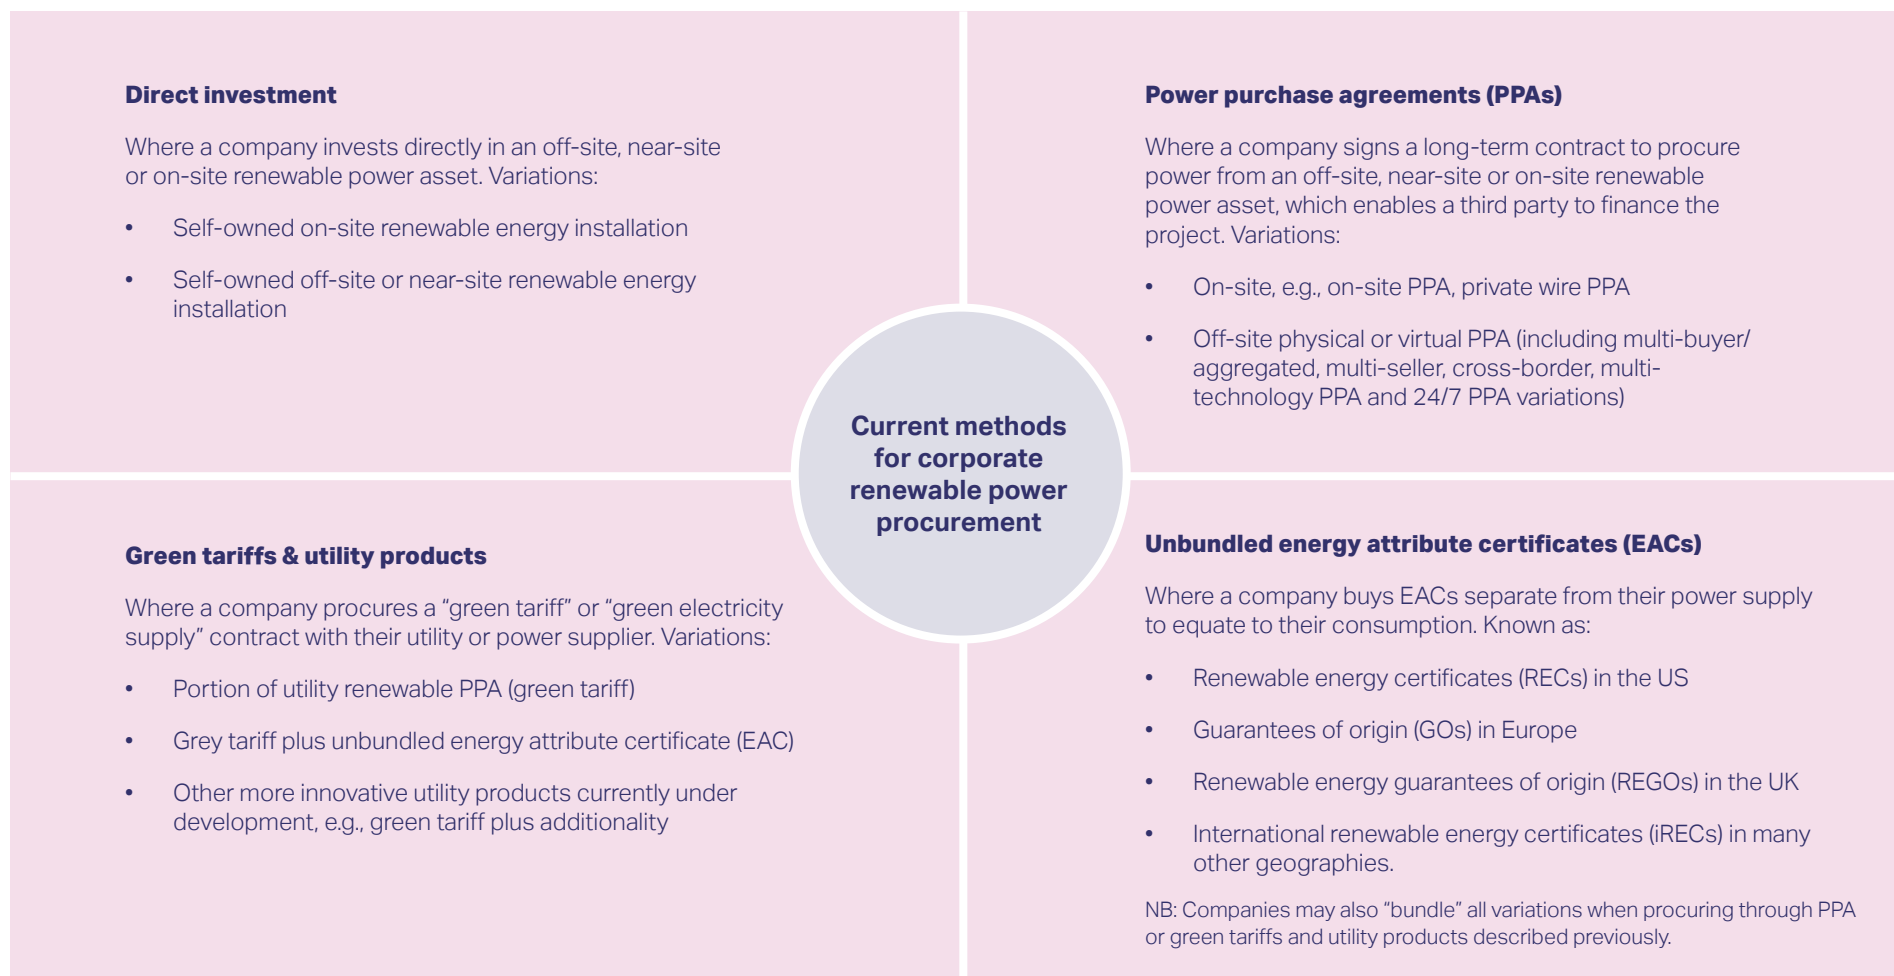 Direct investment
Where a company invests directly in an off-site, near-site
or on-site renewable power asset. Variations:
• Self-owned on-site renewable energy installation
• Self-owned off-site or near-site renewable energy
installation
Power purchase agreements (PPAs)
Where a company signs a long-term contract to procure
power from an off-site, near-site or on-site renewable
power asset, which enables a third party to finance the
project. Variations:
• On-site, e.g., on-site PPA, private wire PPA
• Off-site physical or virtual PPA (including multi-buyer/
aggregated, multi-seller, cross-border, multi-
technology PPA and 24/7 PPA variations)
Current methods
for corporate
renewable power
procurement
Green tariffs & utility products
Where a company procures a “green tariff” or “green electricity
supply” contract with their utility or power supplier. Variations:
• Portion of utility renewable PPA (green tariff)
• Grey tariff plus unbundled energy attribute certificate (EAC)
• Other more innovative utility products currently under
development, e.g., green tariff plus additionality
Unbundled energy attribute certificates (EACs)
Where a company buys EACs separate from their power supply
to equate to their consumption. Known as:
• Renewable energy certificates (RECs) in the US
• Guarantees of origin (GOs) in Europe
• Renewable energy guarantees of origin (REGOs) in the UK
• International renewable energy certificates (iRECs) in many
other geographies.
NB: Companies may also “bundle” all variations when procuring through PPA
or green tariffs and utility products described previously.